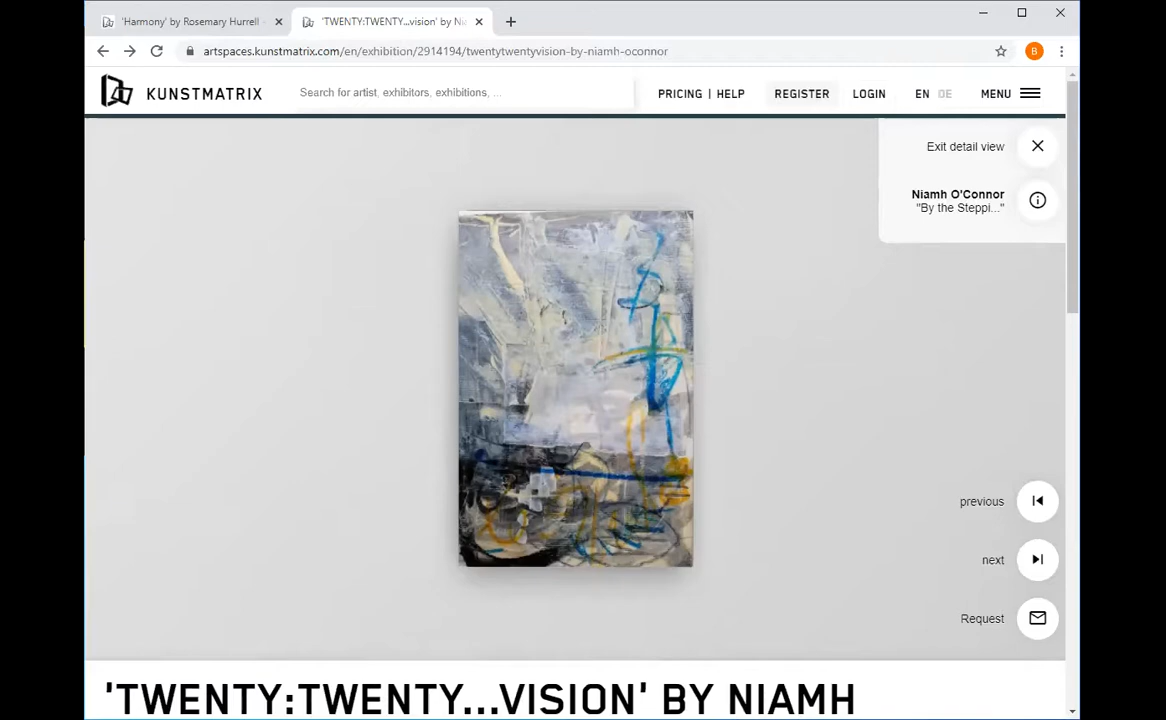 'Harmony' by Rosemary Hurrell
'TWENTY:TWENTY...vision' by Nia
artspaces.kunstmatrix.com/en/exhibition/2914194/twentytwentyvision-by-niamh-oconnor
B
KUNSTMATRIX
Search for artist, exhibitors, exhibitions, ...
PRICING | HELP
REGISTER
LOGIN
EN DE
MENU
Exit detail view
Niamh O'Connor
"By the Steppi..."
previous
next
Request
'TWENTY:TWENTY...VISION' BY NIAMH